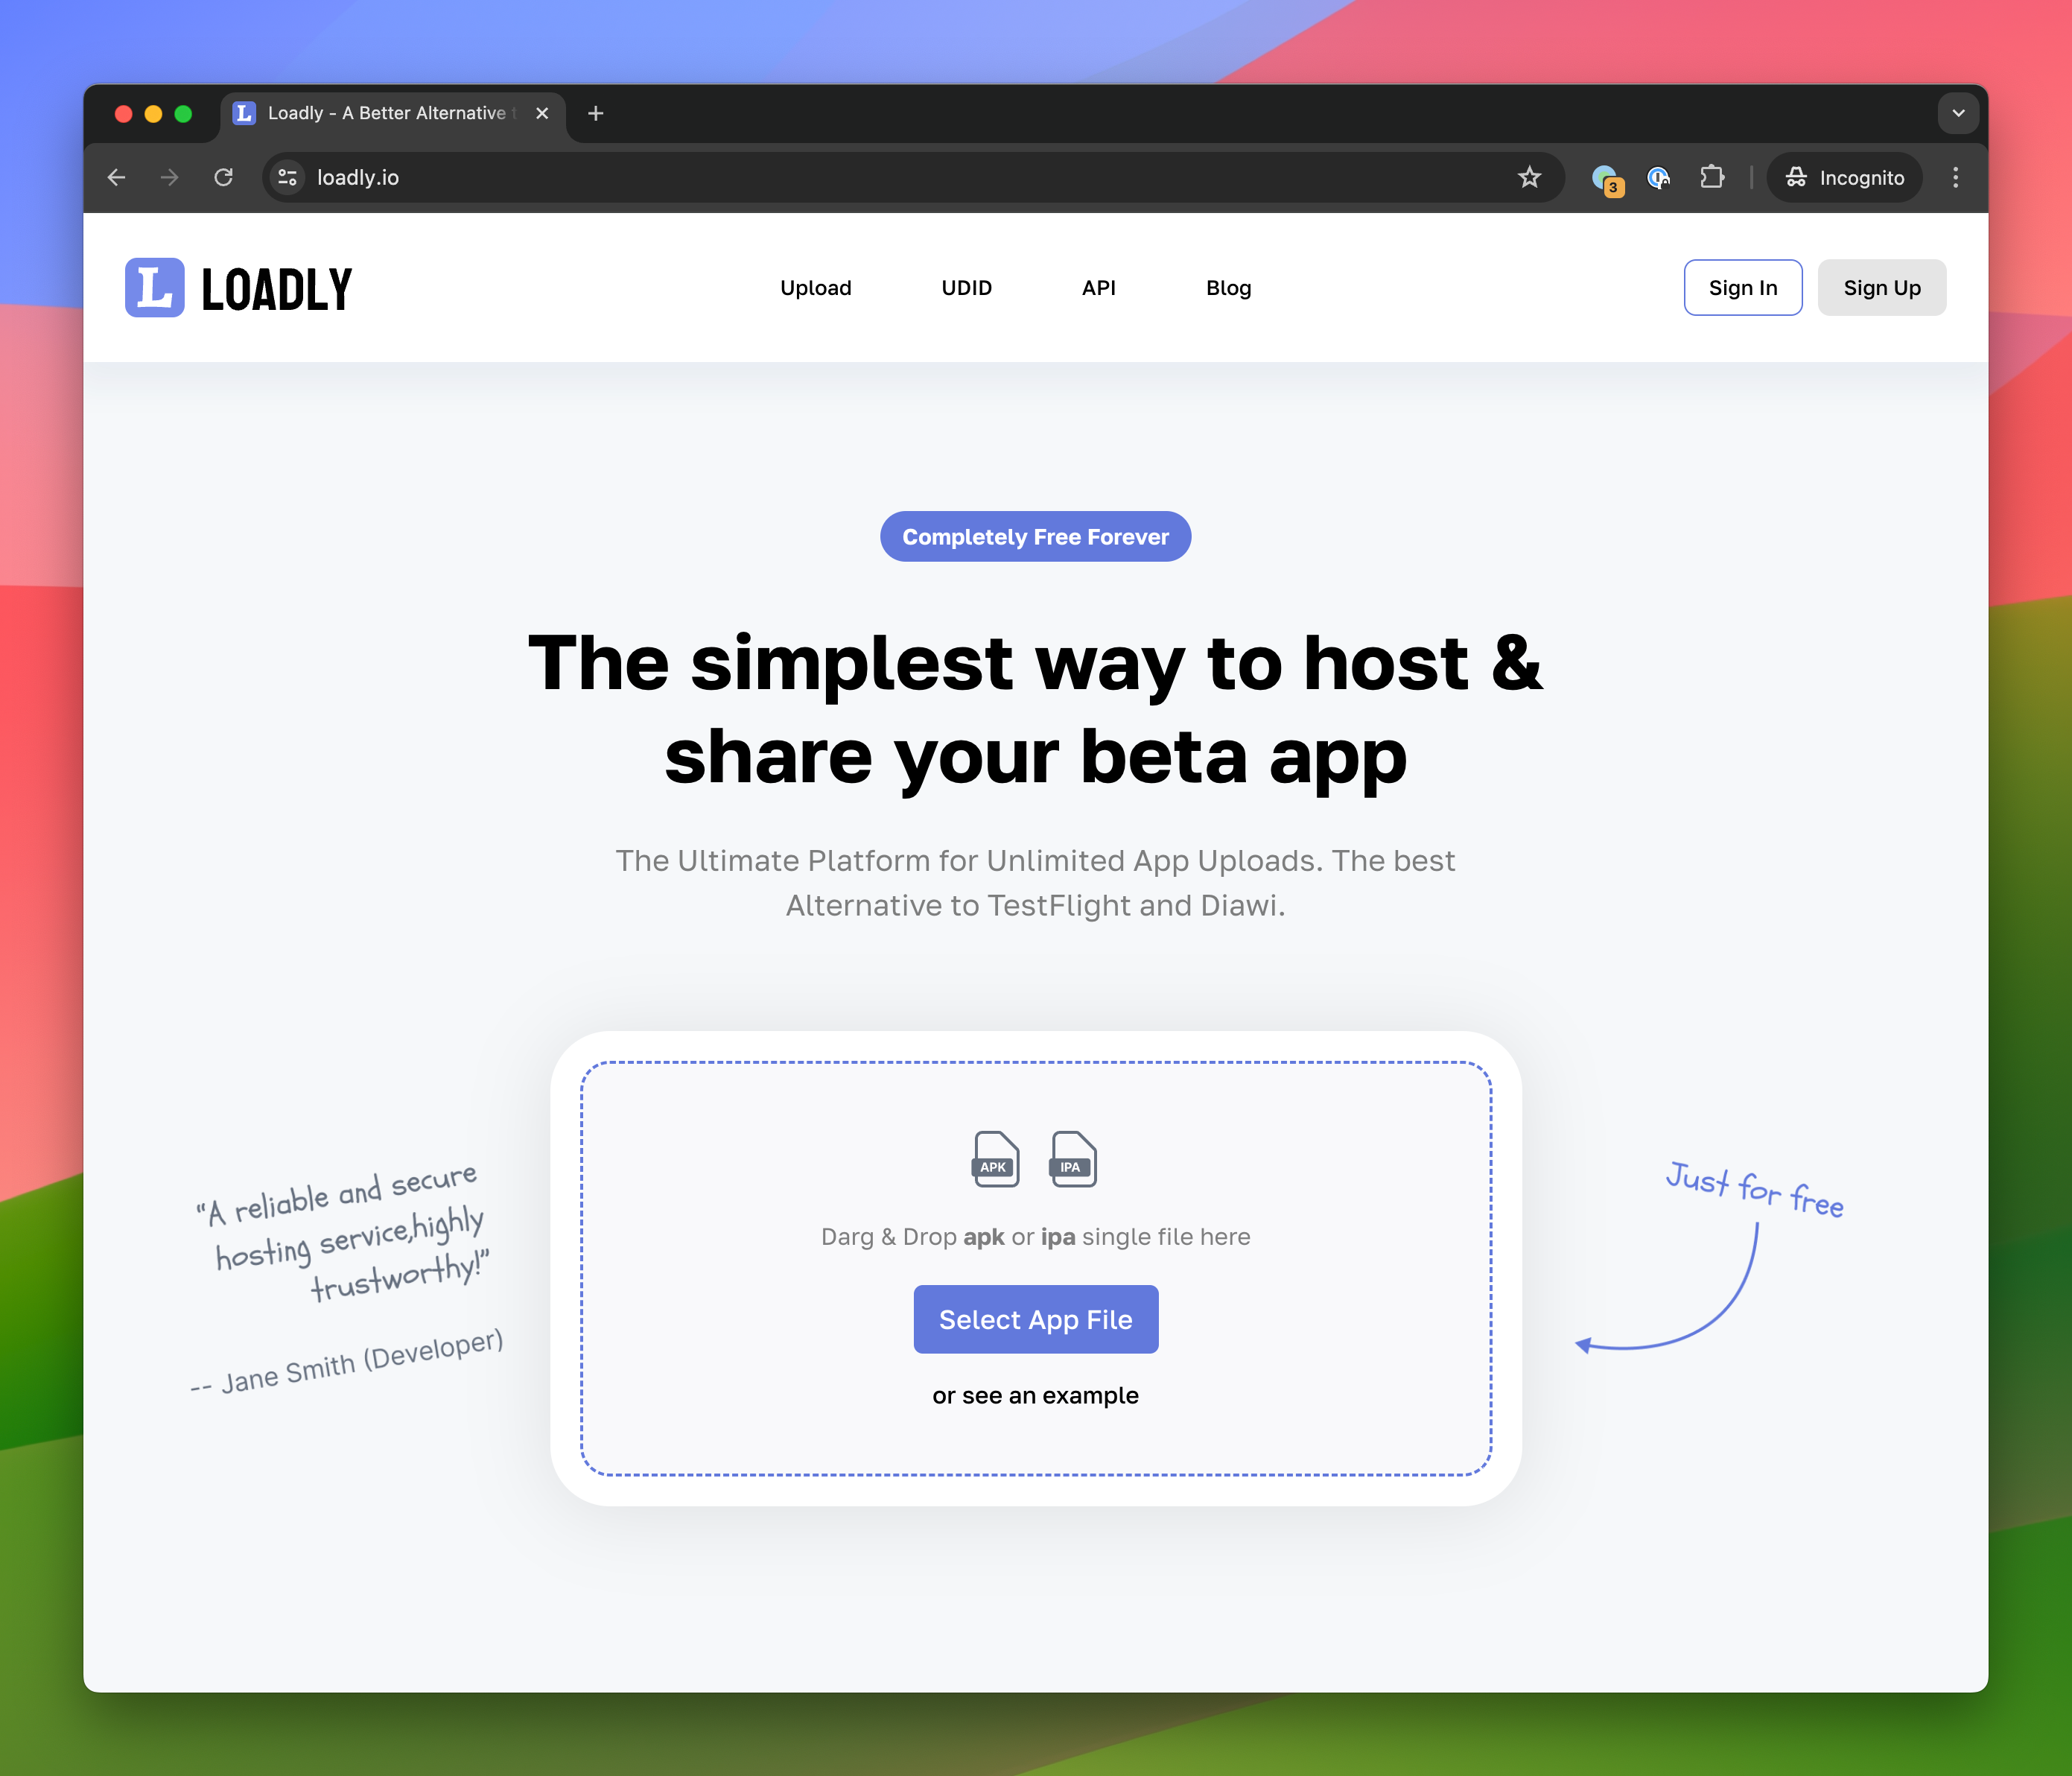 L Loadly - A Better Alternative
loadly.io
3
Incognito
L LOADLY
Upload
UDID
API
Blog
Sign In
Sign Up
Completely Free Forever
The simplest way to host &
share your beta app
The Ultimate Platform for Unlimited App Uploads. The best
Alternative to TestFlight and Diawi.
“A reliable and secure
hosting service,highly
trustworthy!”
-- Jane Smith (Developer)
APK
IPA
Darg & Drop apk or ipa single file here
Select App File
or see an example
Just for free